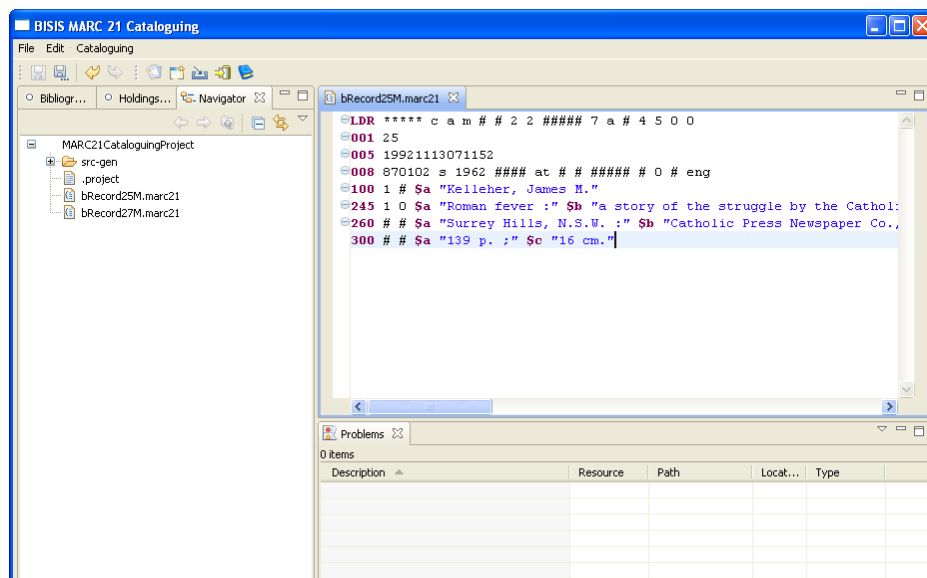 BISIS MARC 21 Cataloguing
File Edit Cataloguing
Bibliogr... Holdings... Navigator
MARC21CataloguingProject
src-gen
.project
bRecord25M.marc21
bRecord27M.marc21
bRecord25M.marc21
LDR ***** c a m # # 2 2 ##### 7 a # 4 5 0 0
001 25
005 19921113071152
008 870102 s 1962 #### at # # ##### # 0 # eng
100 1 # $a "Kelleher, James M."
245 1 0 $a "Roman fever :" $b "a story of the struggle by the Cathol
260 # # $a "Surrey Hills, N.S.W. :" $b "Catholic Press Newspaper Co.,
300 # # $a "139 p. ;" $c "16 cm."
Problems
0 items
Description Resource Path Locat... Type